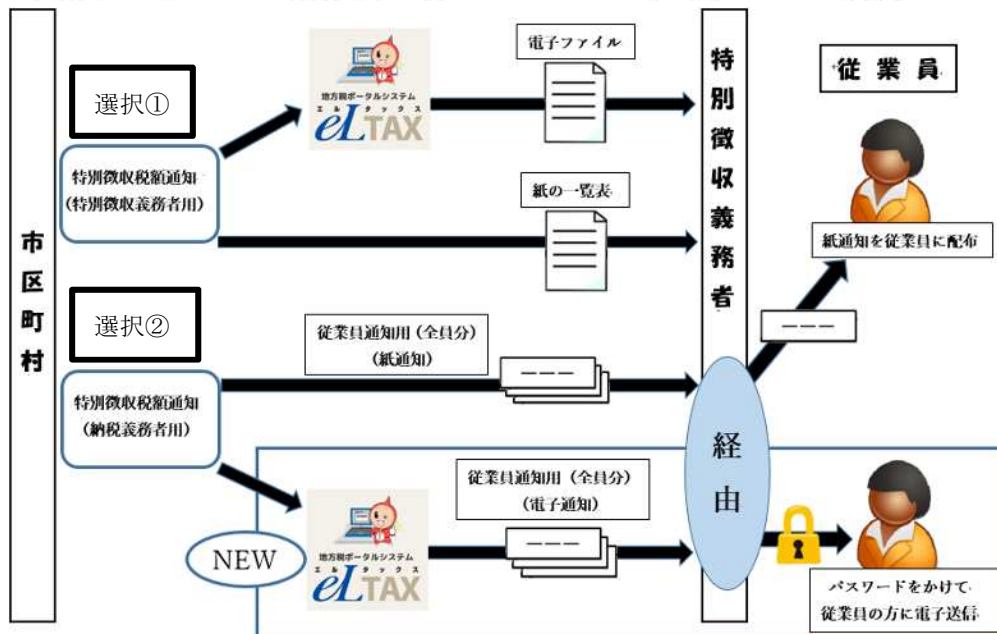 市区町村
選択①
特別徴収税額通知
(特別徴収義務者用)
地方税ポータルシステム
エルタックス
eLTAX
電子ファイル
紙の一覧表
特別徴収義務者
従業員
紙通知を従業員に配布
選択②
特別徴収税額通知
(納税義務者用)
従業員通知用(全員分)
(紙通知)
経由
NEW
地方税ポータルシステム
エルタックス
eLTAX
従業員通知用(全員分)
(電子通知)
パスワードをかけて
従業員の方に電子送信